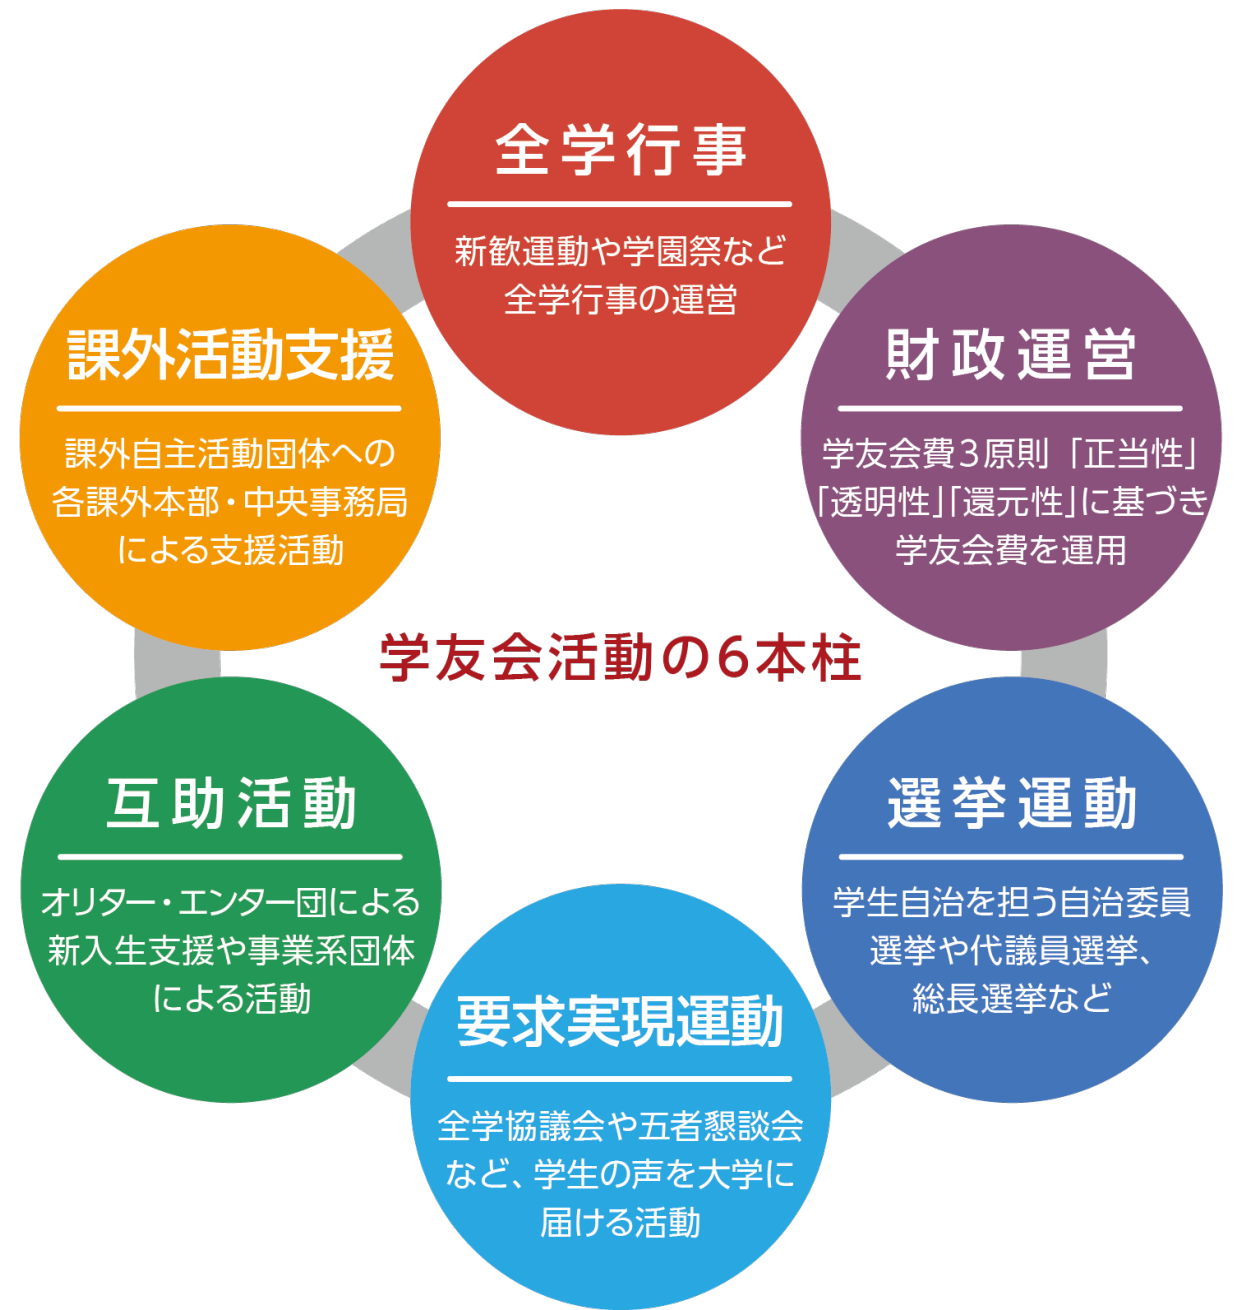 全学行事
新歓運動や学園祭など
全学行事の運営
課外活動支援
課外自主活動団体への
各課外本部・中央事務局
による支援活動
財政運営
学友会費3原則「正当性」
「透明性」「還元性」に基づき
学友会費を運用
学友会活動の6本柱
互助活動
オリター・エンター団による
新入生支援や事業系団体
による活動
選挙運動
学生自治を担う自治委員
選挙や代議員選挙、
総長選挙など
要求実現運動
全学協議会や五者懇談会
など、学生の声を大学に
届ける活動